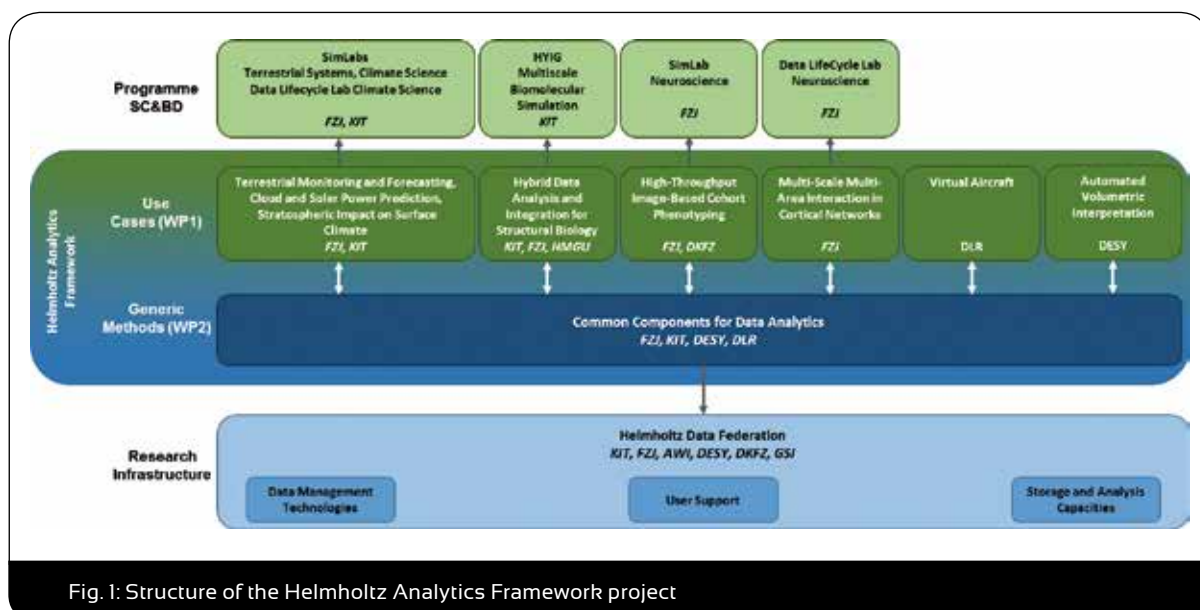 Programme
SC&BD
SimLabs
Terrestrial Systems, Climate Science
Data Lifecycle Lab Climate Science
FZJ, KIT
HYIG
Multiscale
Biomolecular
Simulation
KIT
SimLab
Neuroscience
FZJ
Data LifeCycle Lab
Neuroscience
FZJ
Helmholtz Analytics
Framework
Use
Cases (WP1)
Terrestrial Monitoring and Forecasting,
Cloud and Solar Power Prediction,
Stratospheric Impact on Surface
Climate
FZJ, KIT
Hybrid Data
Analysis and
Integration for
Structural Biology
KIT, FZJ, HMGU
High-Throughput
Image-Based Cohort
Phenotyping
FZJ, DKFZ
Multi-Scale Multi-
Area Interaction in
Cortical Networks
FZJ
Virtual Aircraft
DLR
Automated
Volumetric
Interpretation
DESY
Generic
Methods (WP2)
Common Components for Data Analytics
FZJ, KIT, DESY, DLR
Research
Infrastructure
Helmholtz Data Federation
KIT, FZJ, AWI, DESY, DKFZ, GSI
Data Management
Technologies
User Support
Storage and Analysis
Capacities
Fig. 1: Structure of the Helmholtz Analytics Framework project